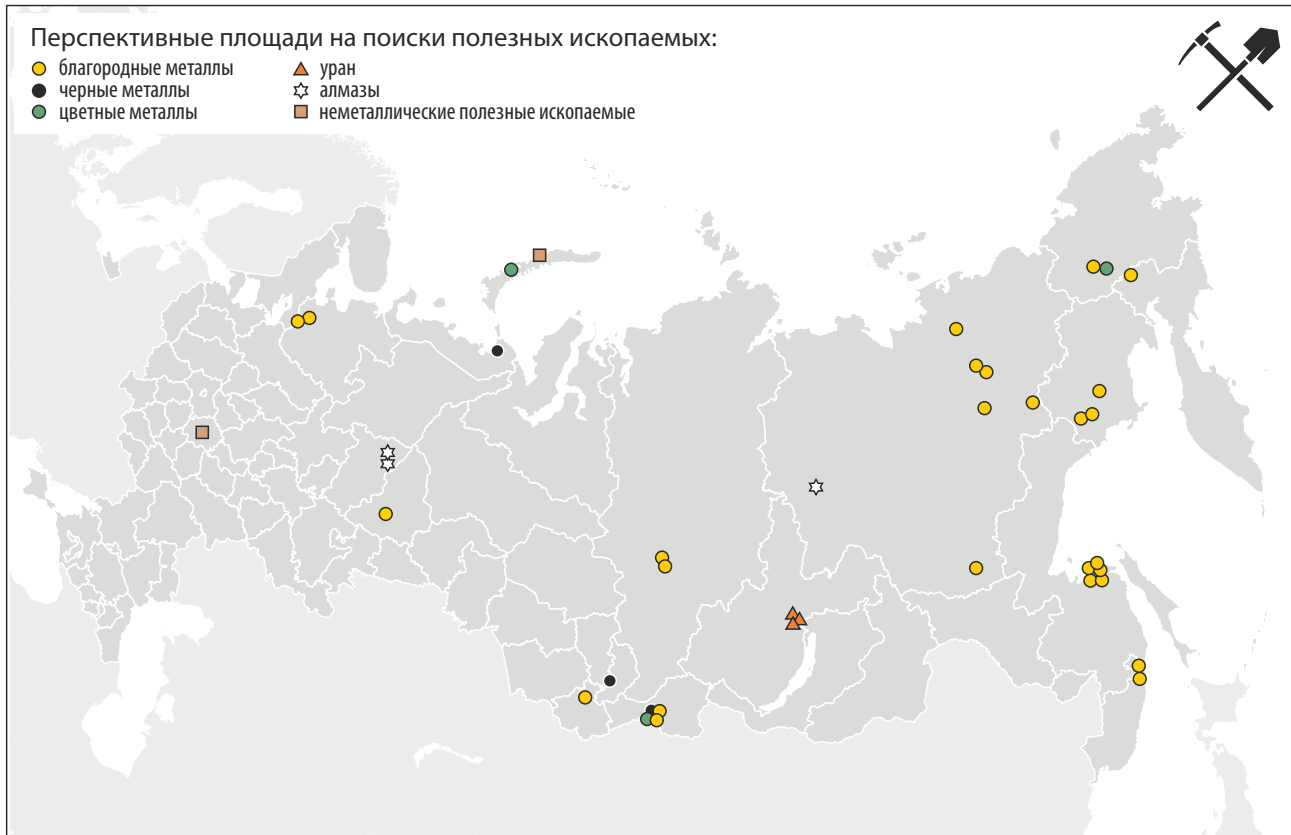 Перспективные площади на поиски полезных ископаемых:
благородные металлы
черные металлы
цветные металлы
уран
алмазы
неметаллические полезные ископаемые